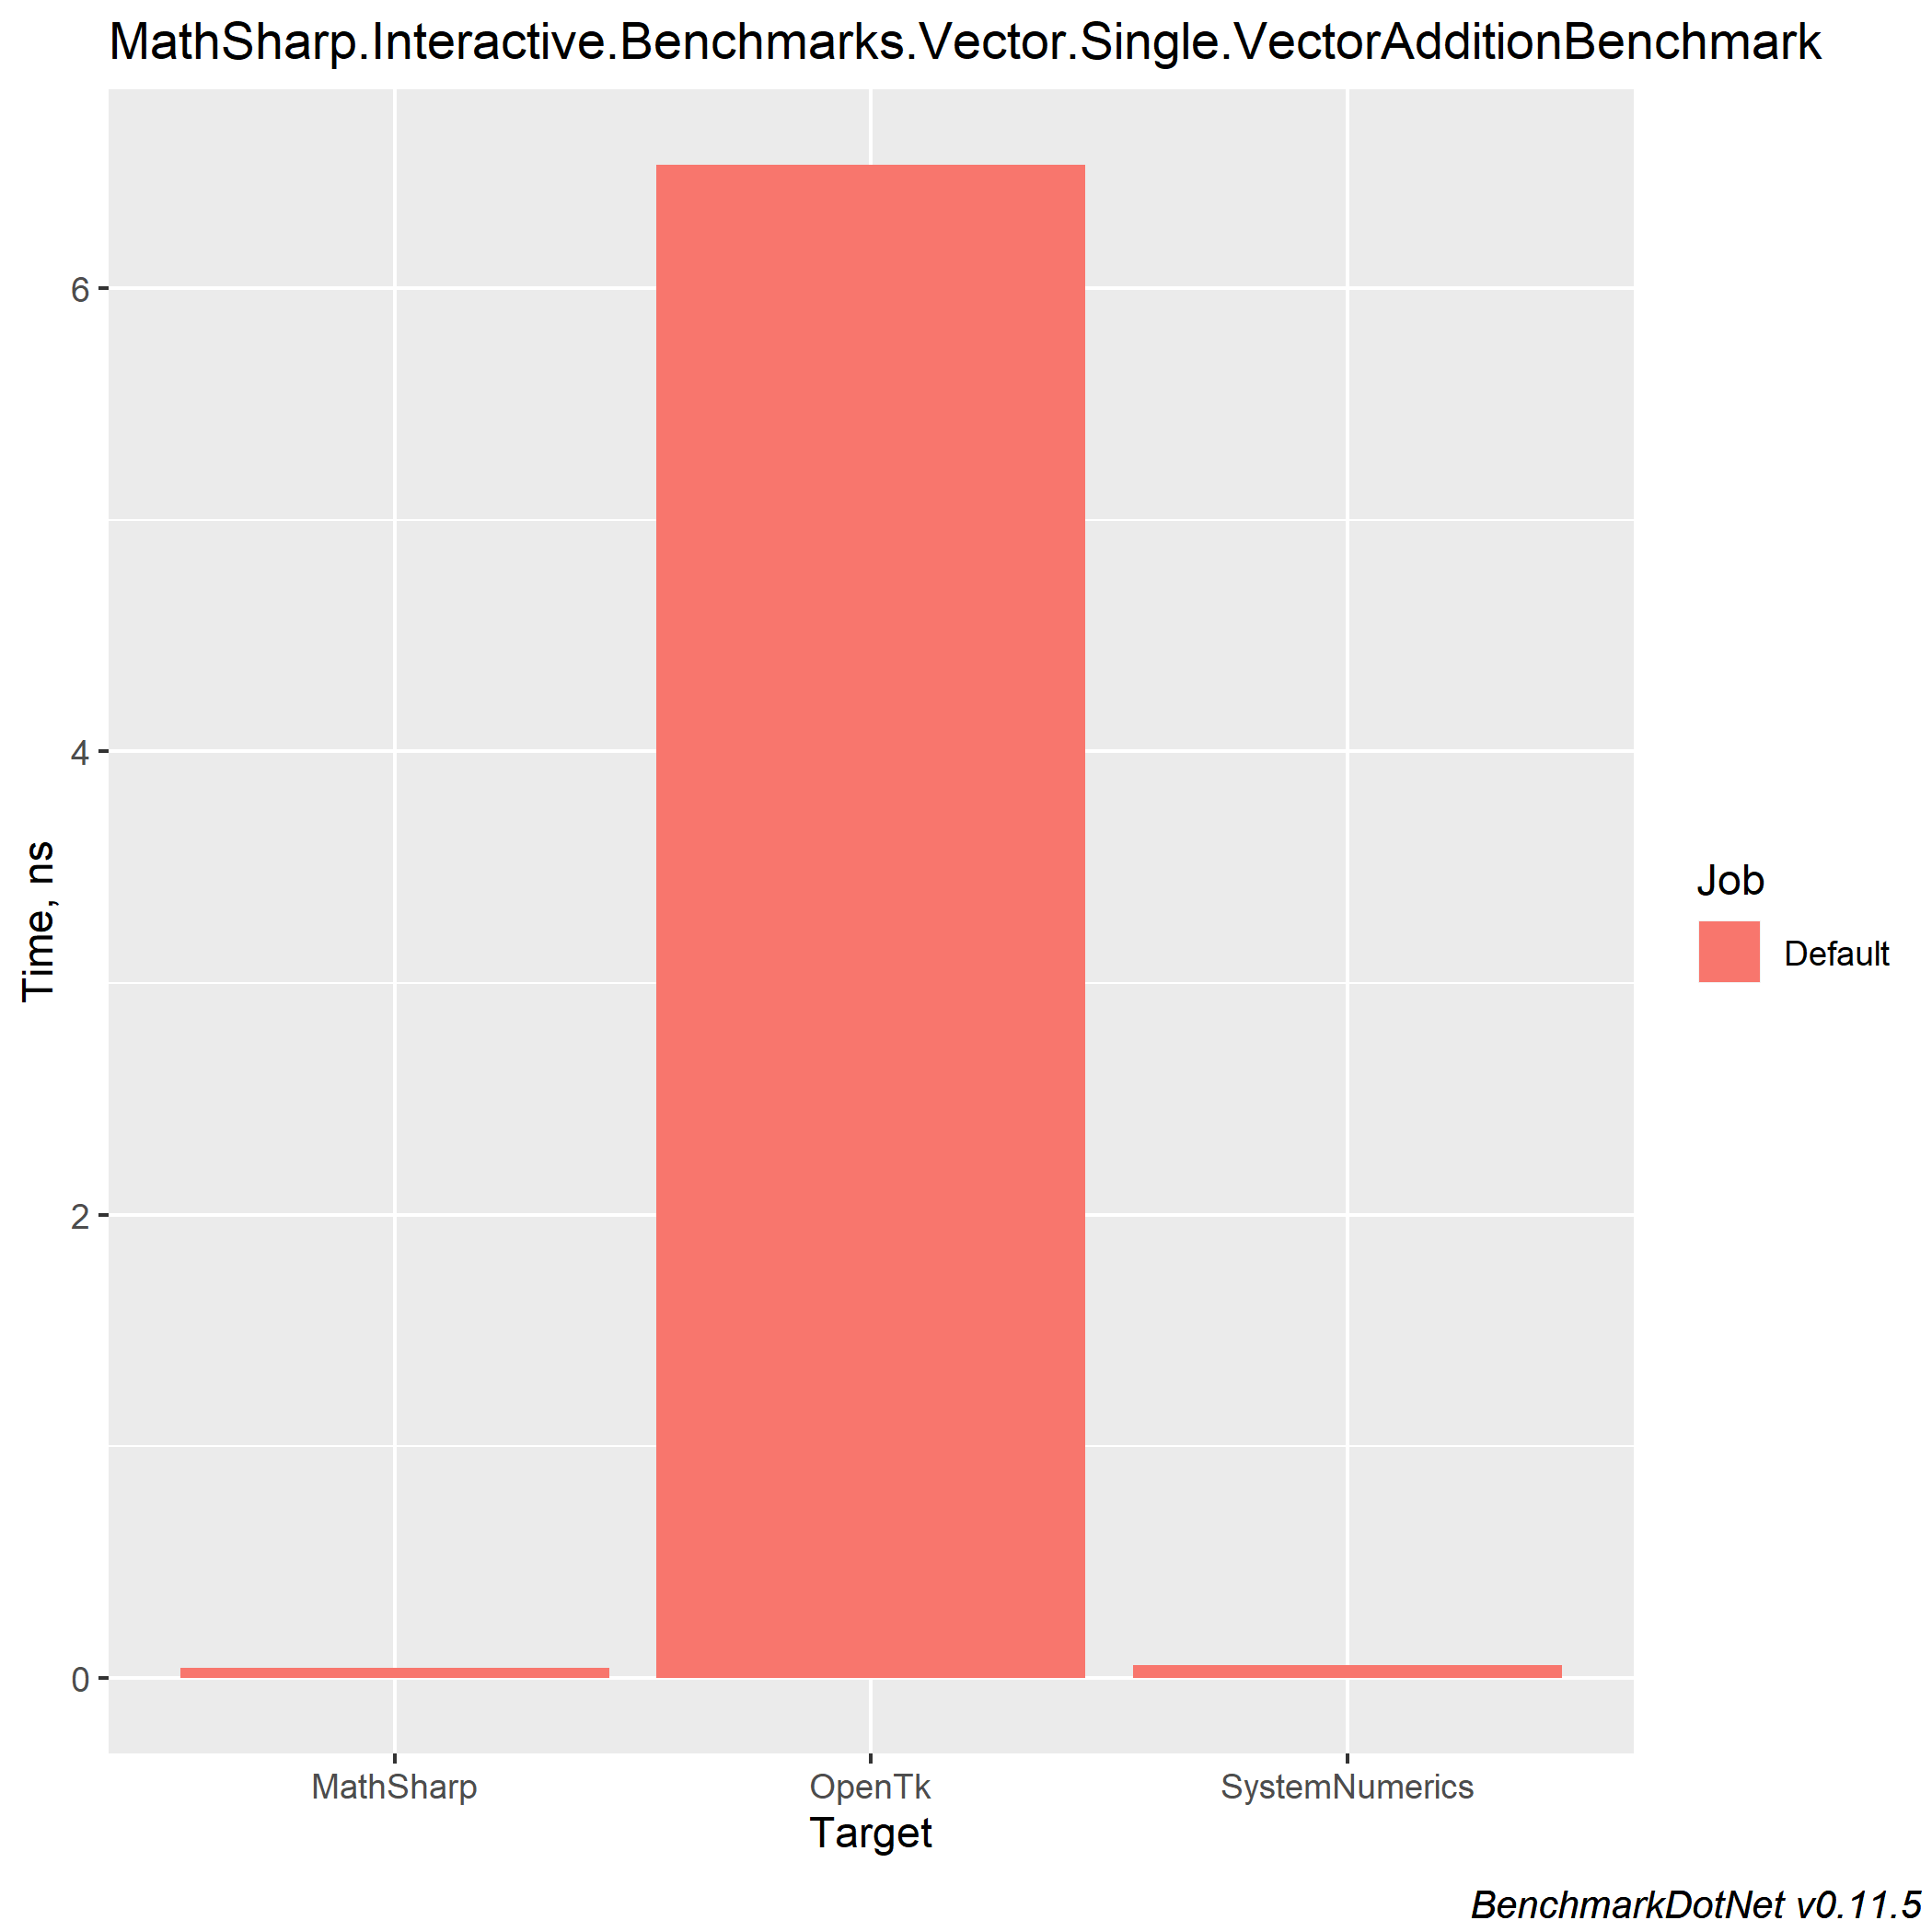 MathSharp.Interactive.Benchmarks.Vector.Single.VectorAdditionBenchmark
6
4
2
0
Time, ns
MathSharp
OpenTk
SystemNumerics
Target
Job
Default
BenchmarkDotNet v0.11.5